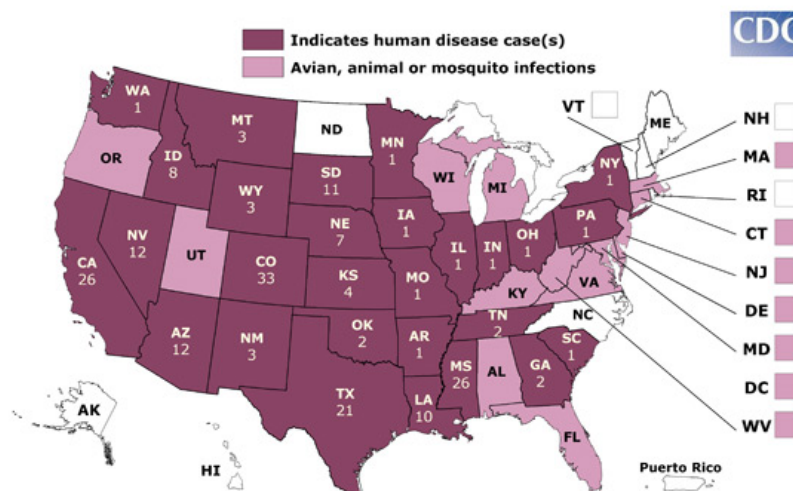 CDC
Indicates human disease case(s)
Avian, animal or mosquito infections
WA
1
MT
3
ND
MN
1
VT
ME
NH
OR
ID
8
SD
11
WI
MI
NY
1
MA
WY
3
RI
NE
7
IA
1
PA
1
CT
NV
12
UT
CO
33
IL
1
IN
1
OH
1
NJ
CA
26
KS
4
MO
1
KY
VA
DE
AZ
12
NM
3
OK
2
AR
1
TN
2
NC
MD
MS
26
AL
GA
2
SC
1
DC
TX
21
LA
10
WV
AK
FL
HI
Puerto Rico